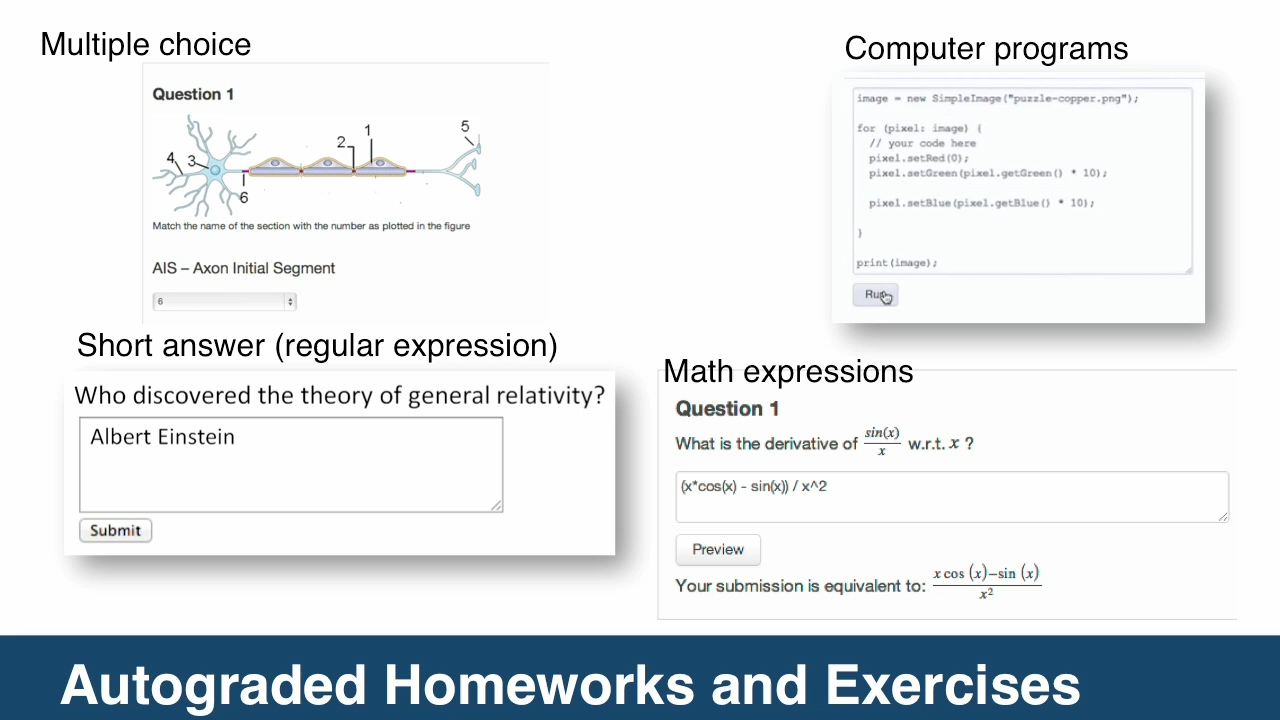 Multiple choice
Question 1
1
2
5
4
3
6
Match the name of the section with the number as plotted in the figure
AIS – Axon Initial Segment
6
Computer programs
image = new SimpleImage("puzzle-copper.png");
for (pixel: image) {
// your code here
pixel.setRed(0);
pixel.setGreen(pixel.getGreen() * 10);
pixel.setBlue(pixel.getBlue() * 10);
}
print(image);
Run
Short answer (regular expression)
Who discovered the theory of general relativity?
Albert Einstein
Submit
Math expressions
Question 1
What is the derivative of sin(x)/x w.r.t. x ?
(x*cos(x) - sin(x)) / x^2
Preview
Your submission is equivalent to: x cos (x)–sin (x)/x²
Autograded Homeworks and Exercises